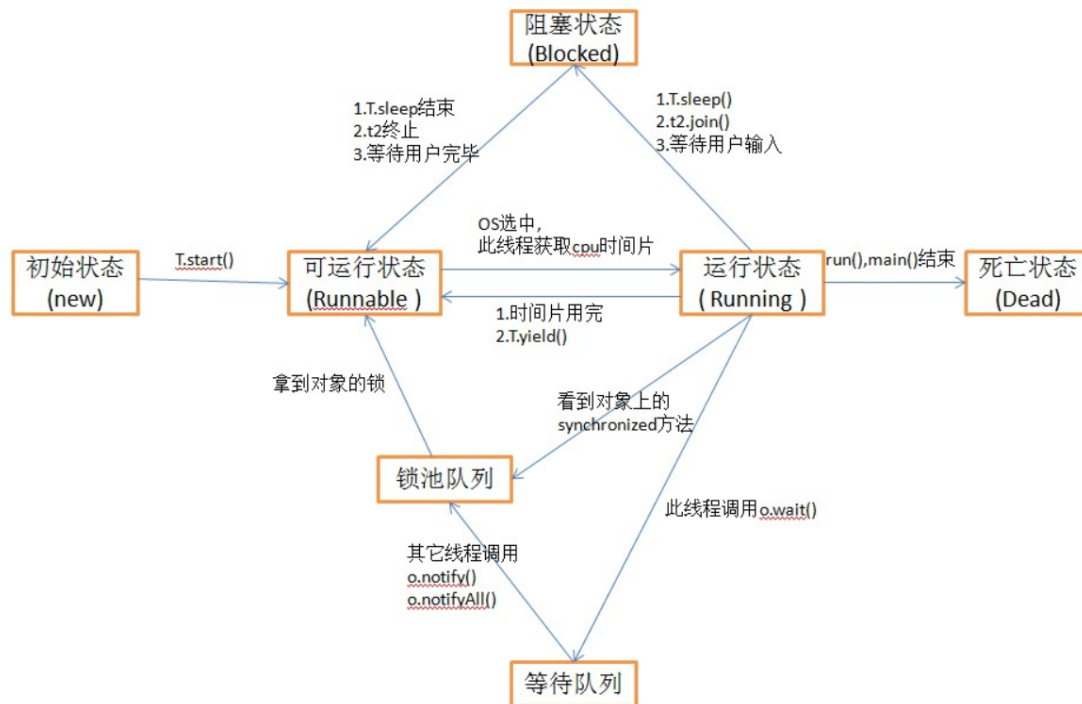 阻塞状态
(Blocked)
1.T.sleep结束
2.t2终止
3.等待用户完毕
1.T.sleep()
2.t2.join()
3.等待用户输入
OS选中,
此线程获取cpu时间片
初始状态
(new)
T.start()
可运行状态
(Runnable )
运行状态
( Running )
run(),main()结束
死亡状态
(Dead)
1.时间片用完
2.T.yield()
拿到对象的锁
看到对象上的
synchronized方法
锁池队列
此线程调用o.wait()
其它线程调用
o.notify()
o.notifyAll()
等待队列